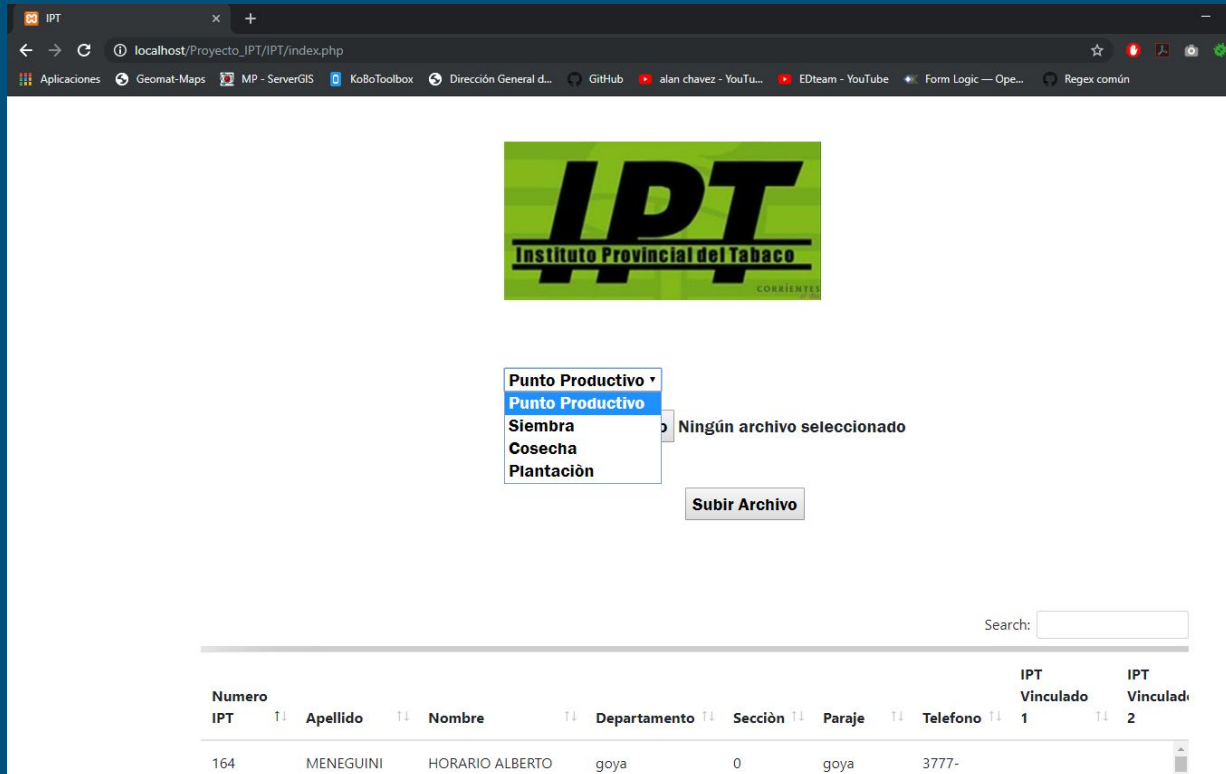 IPT
localhost/Proyecto_IPT/IPT/index.php
Aplicaciones Geomat-Maps MP - ServerGIS KoBoToolbox Dirección General d... GitHub alan chavez - YouTu... EDteam - YouTube Form Logic — Ope... Regex común
IPT
Instituto Provincial del Tabaco
CORRIENTES
Punto Productivo
Punto Productivo
Siembra
Cosecha
Plantaciòn
Ningún archivo seleccionado
Subir Archivo
Search:
Numero IPT Apellido Nombre Departamento Secciòn Paraje Telefono IPT Vinculado 1 IPT Vinculado 2
164 MENEGUINI HORARIO ALBERTO goya 0 goya 3777-